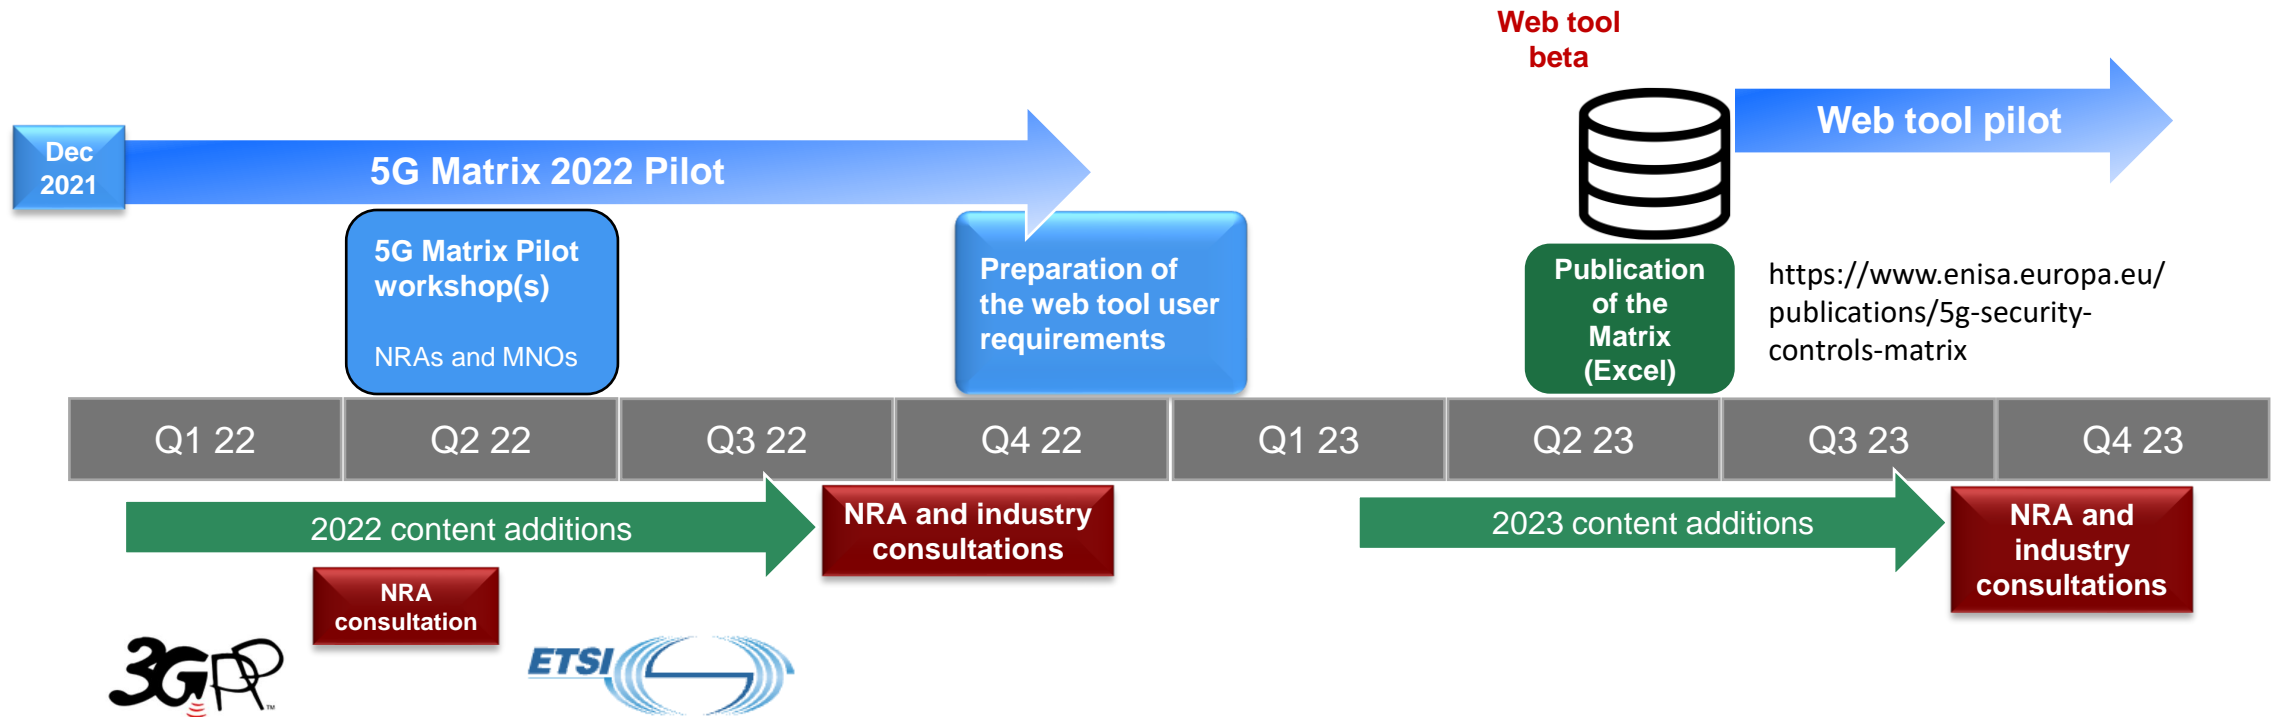 Web tool
beta
Web tool pilot
Dec
2021
5G Matrix 2022 Pilot
5G Matrix Pilot
workshop(s)
NRAs and MNOs
Preparation of
the web tool user
requirements
Publication
of the
Matrix
(Excel)
https://www.enisa.europa.eu/
publications/5g-security-
controls-matrix
Q1 22
Q2 22
Q3 22
Q4 22
Q1 23
Q2 23
Q3 23
Q4 23
2022 content additions
NRA and industry
consultations
2023 content additions
NRA and
industry
consultations
NRA
consultation
3GPP
TM
ETSI